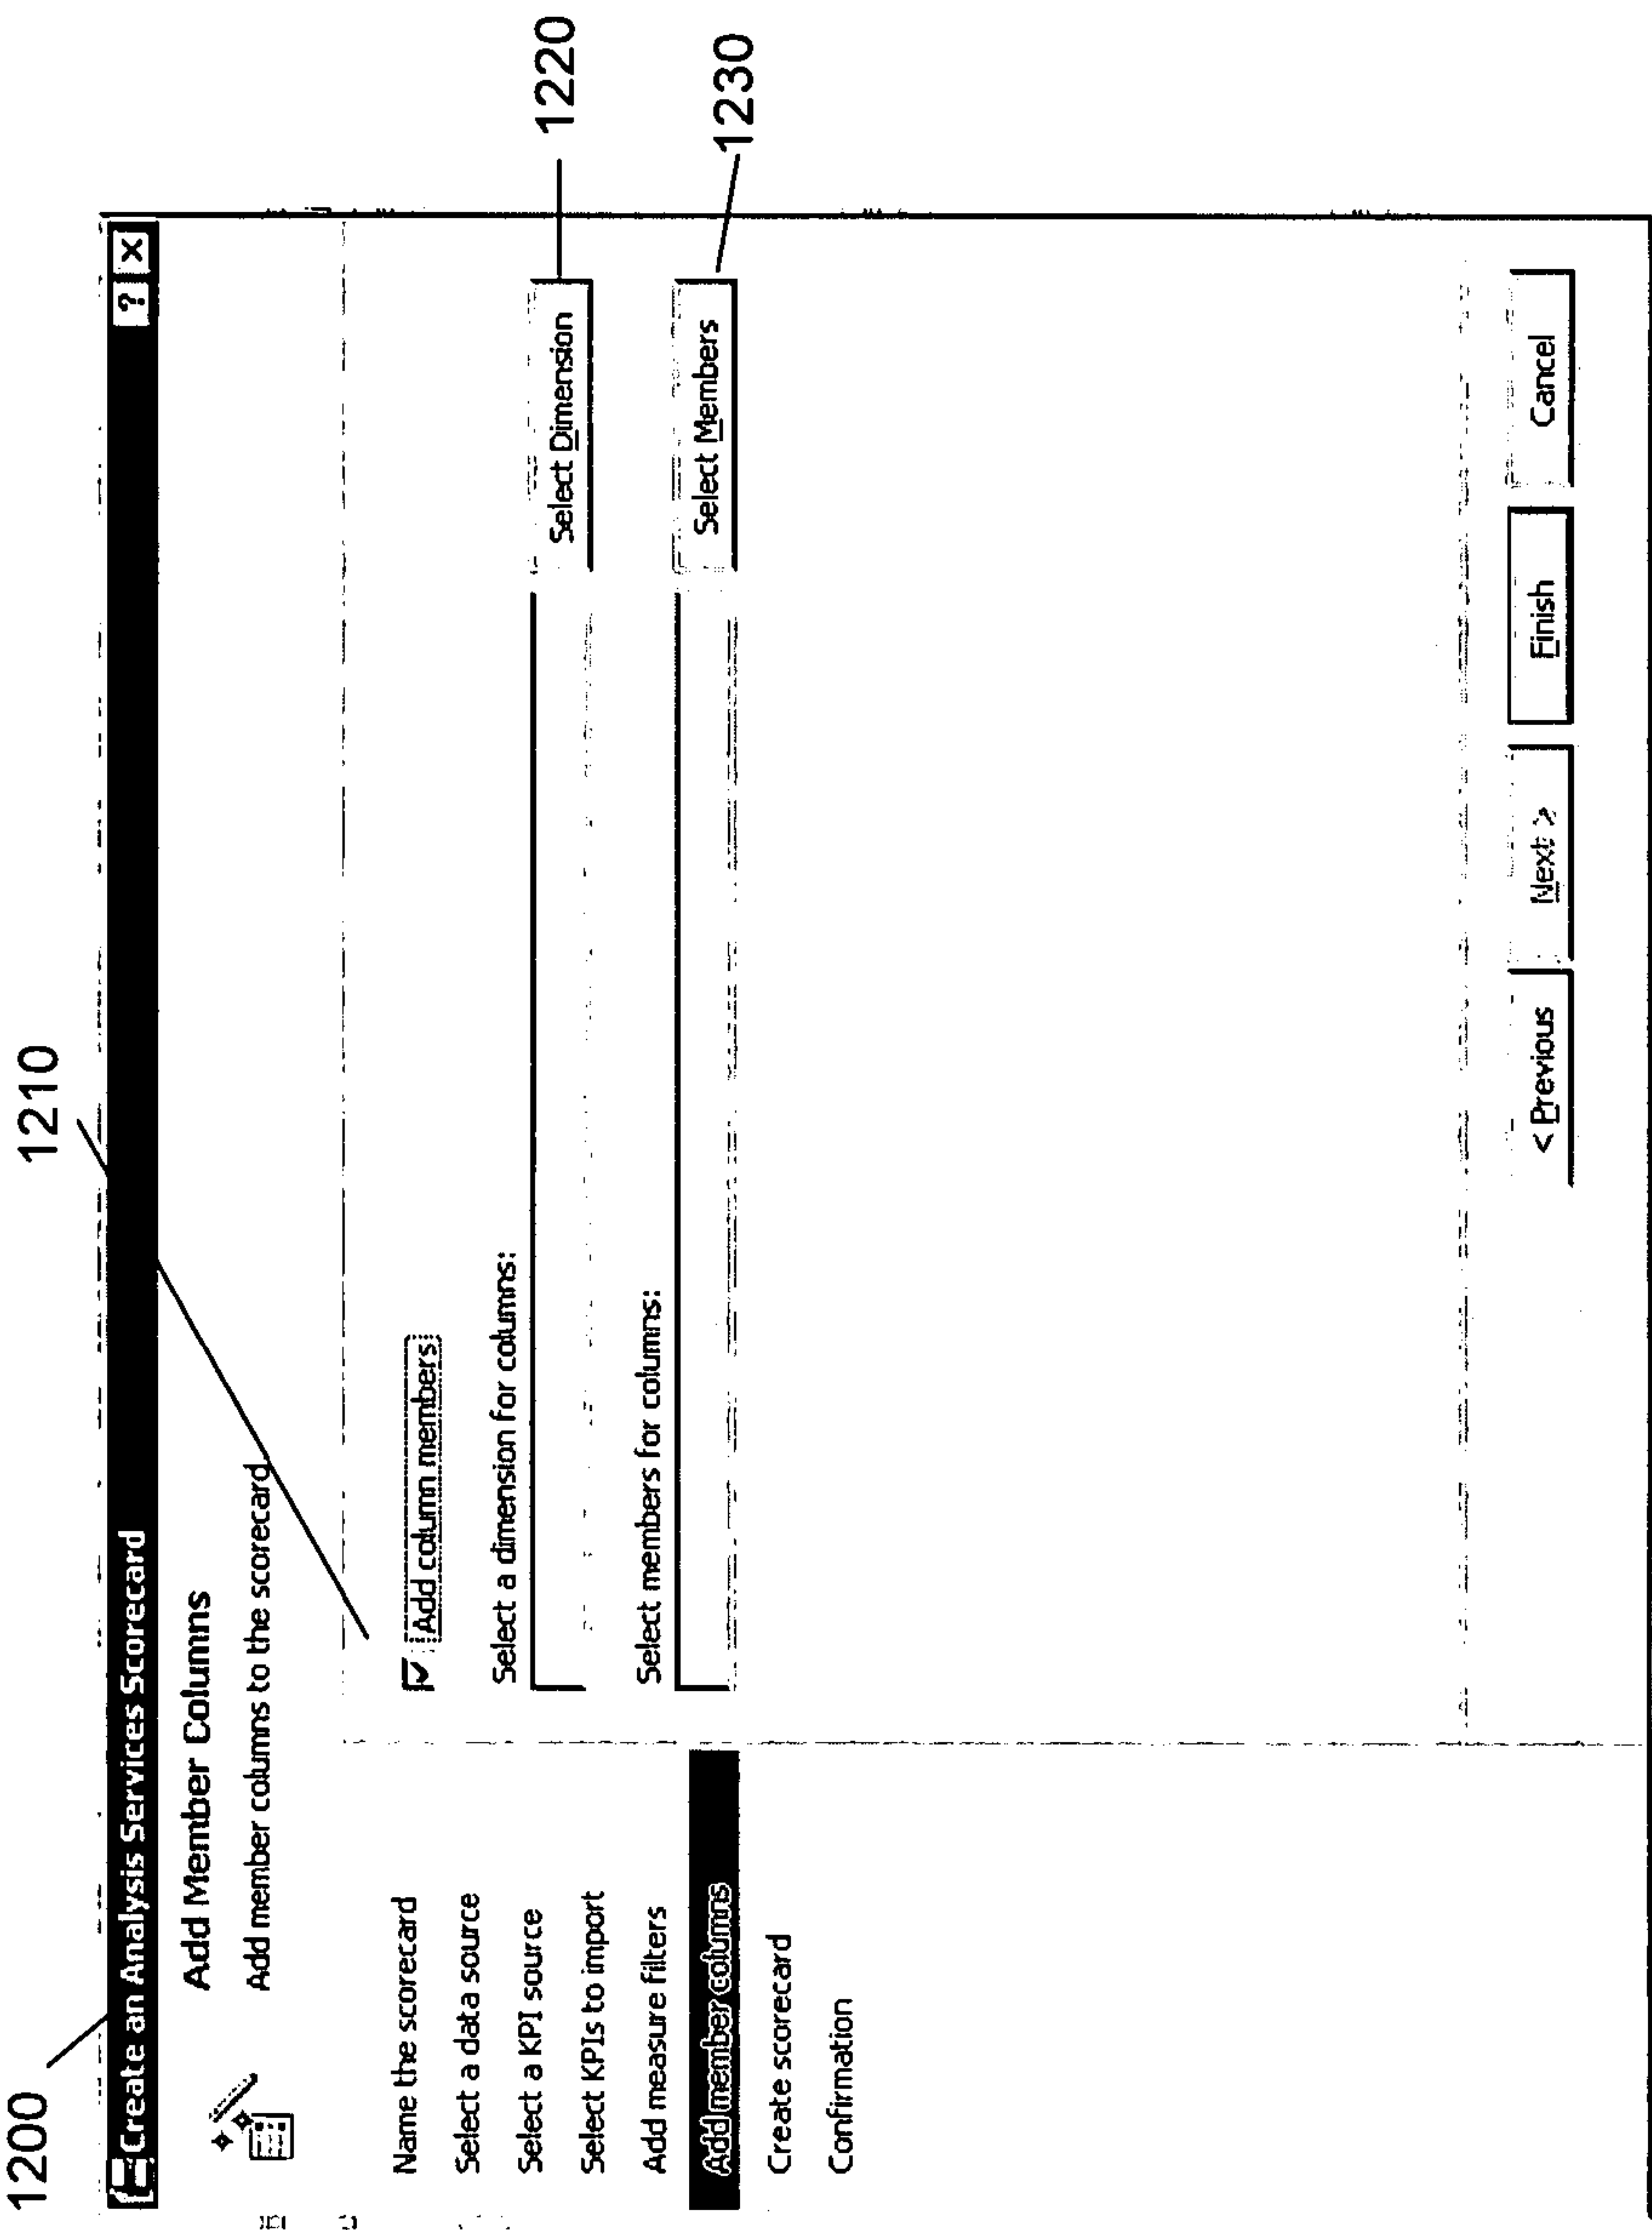 1200
1210
Create an Analysis Services Scorecard ? X
Add Member Columns
Add member columns to the scorecard
Name the scorecard
Select a data source
Select a KPI source
Select KPIs to import
Add measure filters
Add member columns
Create scorecard
Confirmation
Add column members
Select a dimension for columns:
Select Dimension
1220
Select members for columns:
Select Members
1230
< Previous
Next >
Finish
Cancel